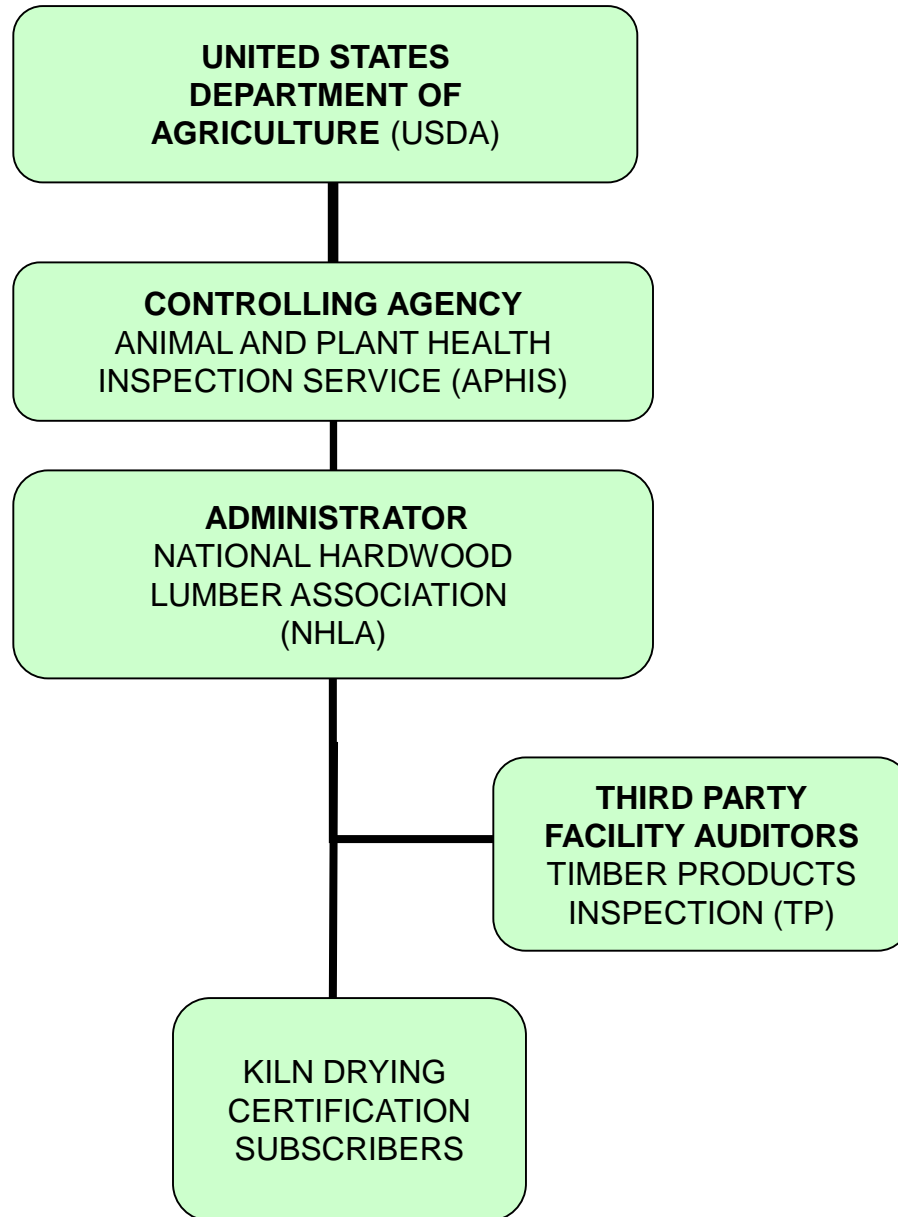 UNITED STATES
DEPARTMENT OF
AGRICULTURE (USDA)
CONTROLLING AGENCY
ANIMAL AND PLANT HEALTH
INSPECTION SERVICE (APHIS)
ADMINISTRATOR
NATIONAL HARDWOOD
LUMBER ASSOCIATION
(NHLA)
THIRD PARTY
FACILITY AUDITORS
TIMBER PRODUCTS
INSPECTION (TP)
KILN DRYING
CERTIFICATION
SUBSCRIBERS